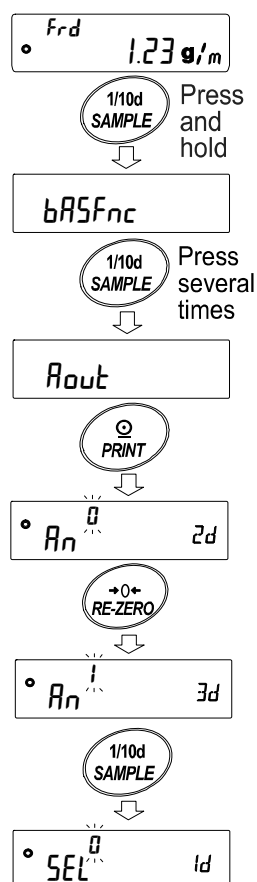 Frd
1.23 g/m
1/10d
SAMPLE
Press
and
hold
bASFnc
1/10d
SAMPLE
Press
several
times
Aout
PRINT
0
An 2d
→0←
RE-ZERO
1
An 3d
1/10d
SAMPLE
0
SEL 1d